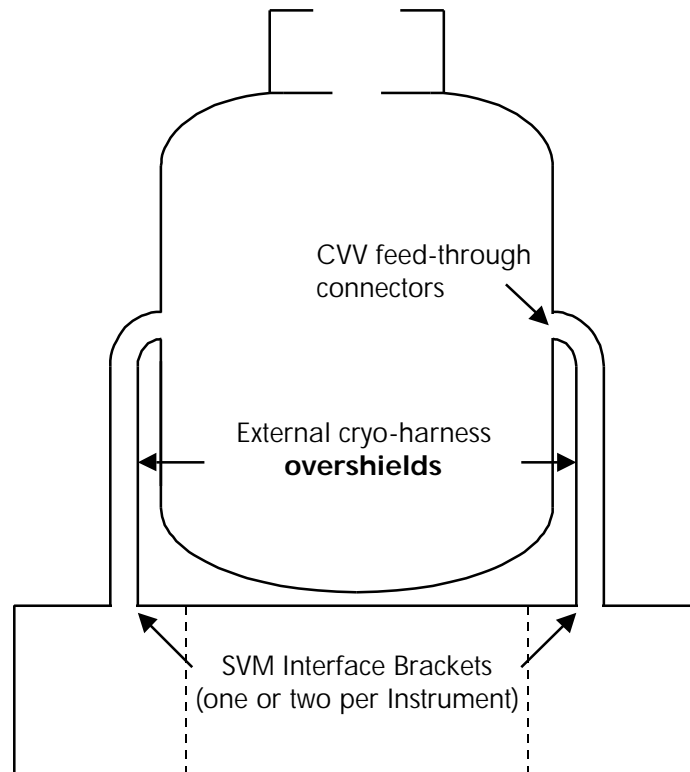 CVV feed-through
connectors
External cryo-harness
overshields
SVM Interface Brackets
(one or two per Instrument)